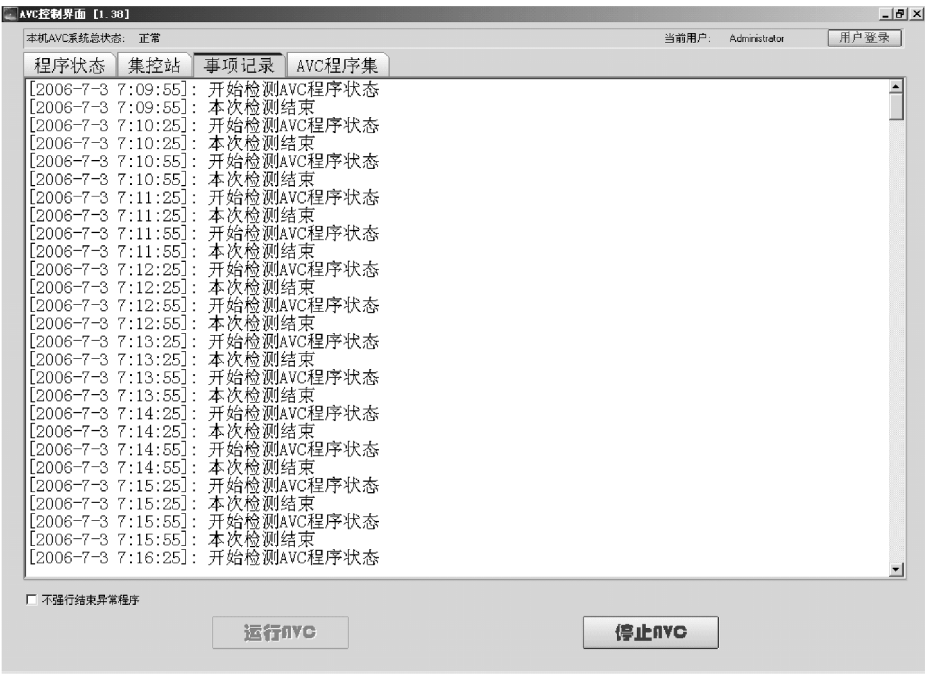 AVC控制界面 [1.38]
本机AVC系统总状态: 正常 当前用户: Administrator 用户登录
程序状态 集控站 事项记录 AVC程序集
[2006-7-3 7:09:55]: 开始检测AVC程序状态
[2006-7-3 7:09:55]: 本次检测结束
[2006-7-3 7:10:25]: 开始检测AVC程序状态
[2006-7-3 7:10:25]: 本次检测结束
[2006-7-3 7:10:55]: 开始检测AVC程序状态
[2006-7-3 7:10:55]: 本次检测结束
[2006-7-3 7:11:25]: 开始检测AVC程序状态
[2006-7-3 7:11:25]: 本次检测结束
[2006-7-3 7:11:55]: 开始检测AVC程序状态
[2006-7-3 7:11:55]: 本次检测结束
[2006-7-3 7:12:25]: 开始检测AVC程序状态
[2006-7-3 7:12:25]: 本次检测结束
[2006-7-3 7:12:55]: 开始检测AVC程序状态
[2006-7-3 7:12:55]: 本次检测结束
[2006-7-3 7:13:25]: 开始检测AVC程序状态
[2006-7-3 7:13:25]: 本次检测结束
[2006-7-3 7:13:55]: 开始检测AVC程序状态
[2006-7-3 7:13:55]: 本次检测结束
[2006-7-3 7:14:25]: 开始检测AVC程序状态
[2006-7-3 7:14:25]: 本次检测结束
[2006-7-3 7:14:55]: 开始检测AVC程序状态
[2006-7-3 7:14:55]: 本次检测结束
[2006-7-3 7:15:25]: 开始检测AVC程序状态
[2006-7-3 7:15:25]: 本次检测结束
[2006-7-3 7:15:55]: 开始检测AVC程序状态
[2006-7-3 7:15:55]: 本次检测结束
[2006-7-3 7:16:25]: 开始检测AVC程序状态
不强行结束异常程序
运行AVC 停止AVC